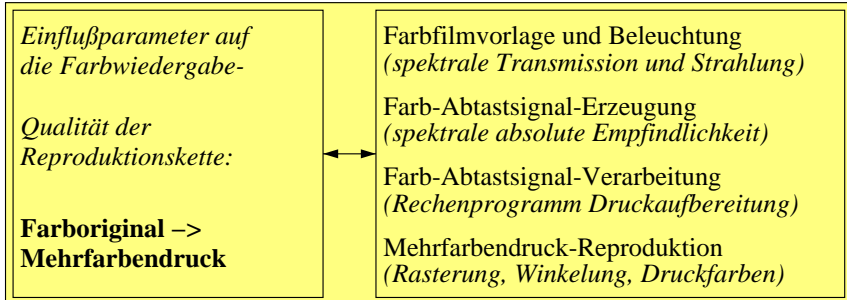 Einflußparameter auf
die Farbwiedergabe-
Qualität der
Reproduktionskette:
Farboriginal −>
Mehrfarbendruck
Farbfilmvorlage und Beleuchtung
(spektrale Transmission und Strahlung)
Farb-Abtastsignal-Erzeugung
(spektrale absolute Empfindlichkeit)
Farb-Abtastsignal-Verarbeitung
(Rechenprogramm Druckaufbereitung)
Mehrfarbendruck-Reproduktion
(Rasterung, Winkelung, Druckfarben)